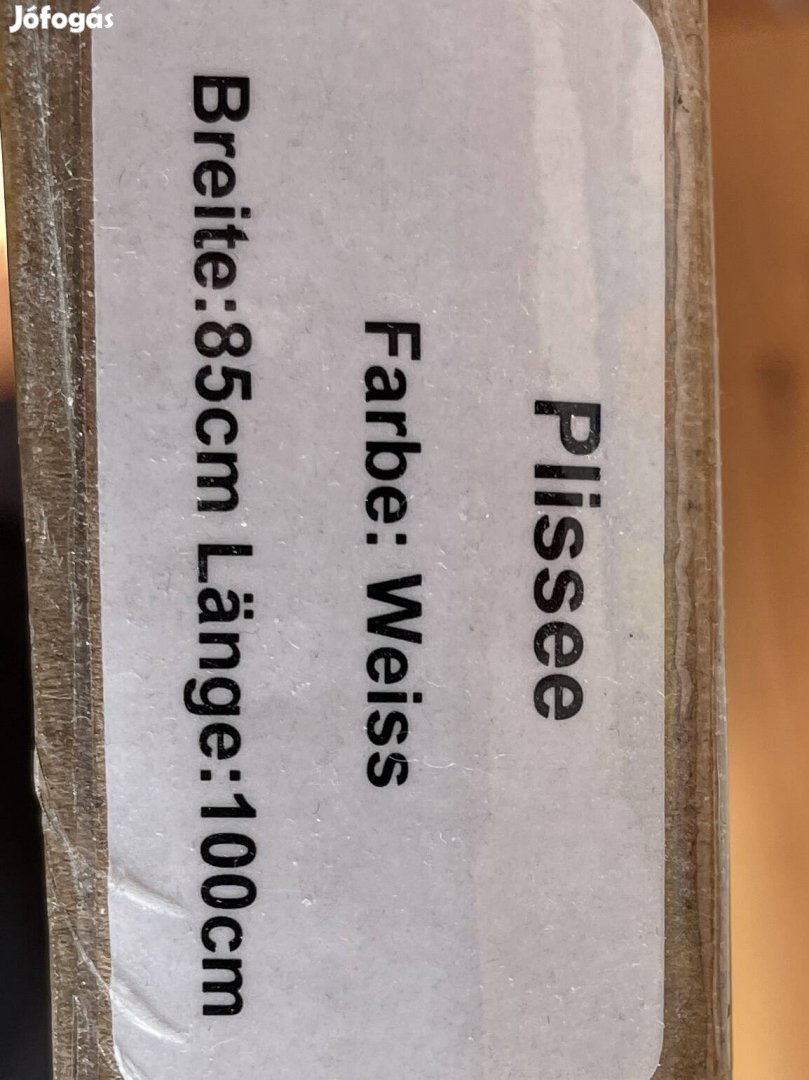 Jófogás
Plissee
Farbe: Weiss
Breite:85cm Länge:100cm